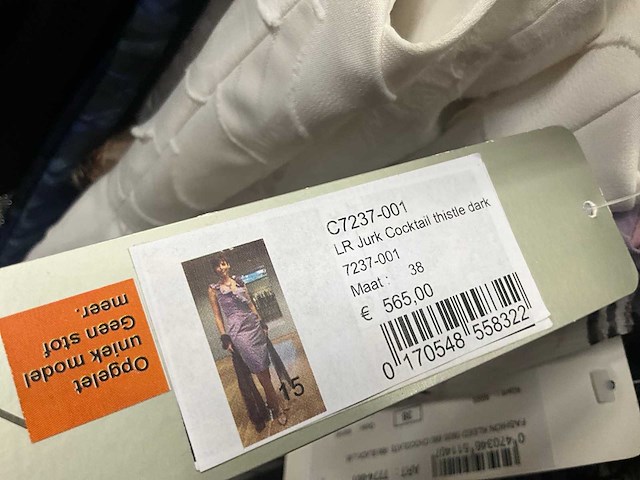 C7237-001
LR Jurk Cocktail thistle dark
7237-001
Maat : 38
€ 565,00
0 170548 558322
15
Opgelet
uniek model
Geen stof
meer.